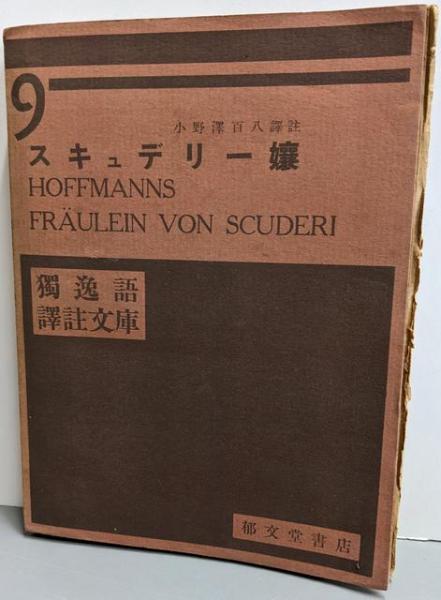 9
小野澤百八譯註
スキュデリー孃
HOFFMANNS
FRÄULEIN VON SCUDERI
獨逸語
譯註文庫
郁文堂書店